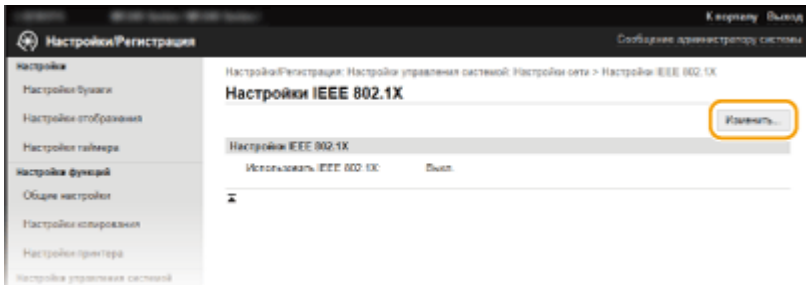 К порталу Выход
Настройки/Регистрация
Сообщение администратору системы
Настройки
Настройки бумаги
Настройки отображения
Настройки таймера
Настройки функций
Общие настройки
Настройки копирования
Настройки принтера
Настройки управления системой
Настройки/Регистрация: Настройки управления системой: Настройки сети > Настройки IEEE 802.1X
Настройки IEEE 802.1X
Изменить...
Настройки IEEE 802.1X
Использовать IEEE 802.1X: Выкл.